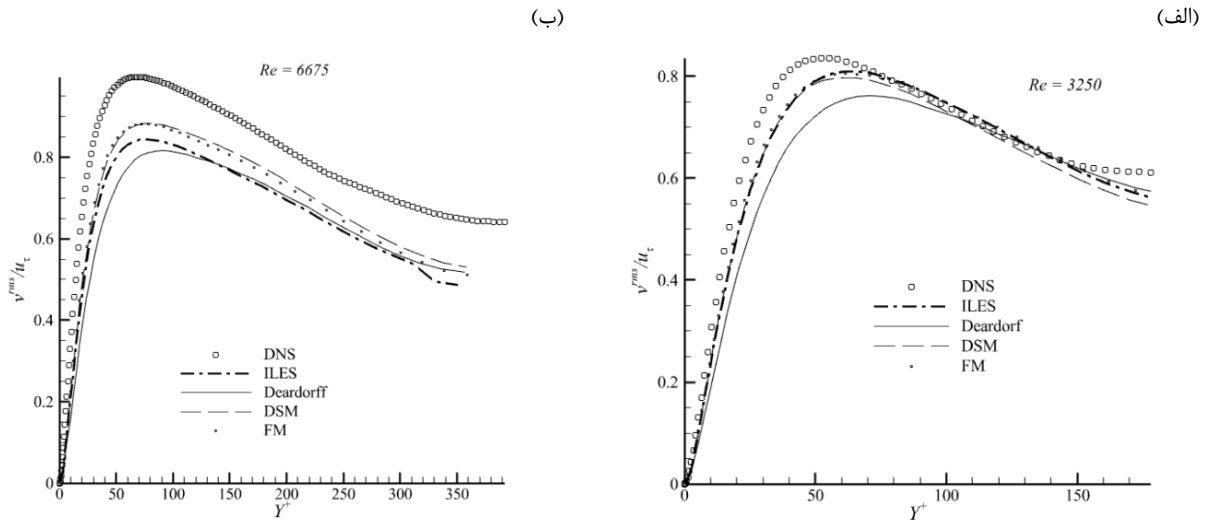 (الف)
Re = 3250
0.8
0.6
0.4
0.2
0
v^rms/u_τ
DNS
ILES
Deardorf
DSM
FM
0 50 100 150
Y+
(ب)
Re = 6675
0.8
0.6
0.4
0.2
0
v^rms/u_τ
DNS
ILES
Deardorff
DSM
FM
0 50 100 150 200 250 300 350
Y+